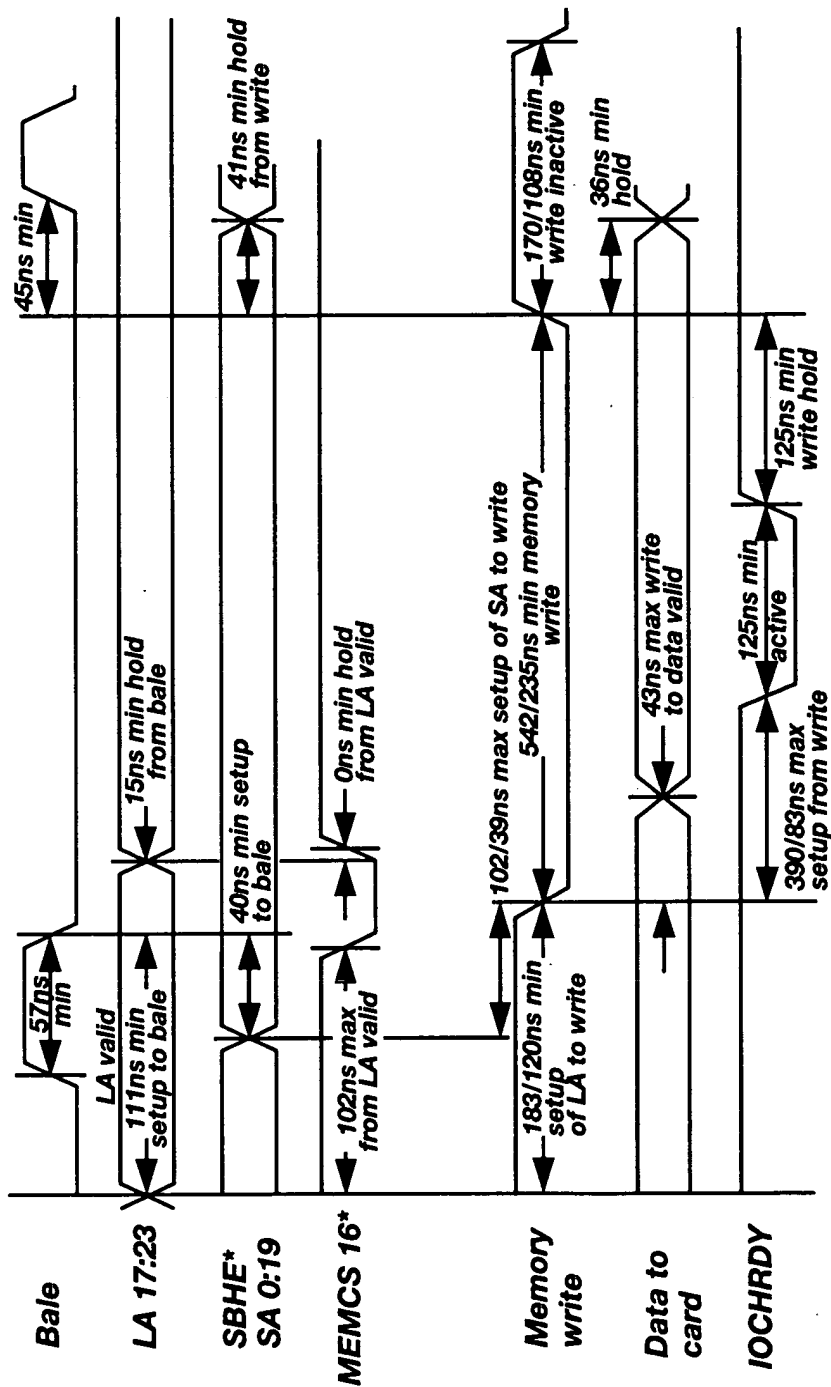 Bale
57ns
min
45ns min
LA 17:23
LA valid
111ns min
setup to bale
15ns min hold
from bale
SBHE*
SA 0:19
40ns min setup
to bale
41ns min hold
from write
MEMCS 16*
102ns max
from LA valid
0ns min hold
from LA valid
102/39ns max setup of SA to write
Memory
write
183/120ns min
setup
of LA to write
542/235ns min memory
write
170/108ns min
write inactive
Data to
card
43ns max write
to data valid
36ns min
hold
IOCHRDY
390/83ns max
setup from write
125ns min
active
125ns min
write hold